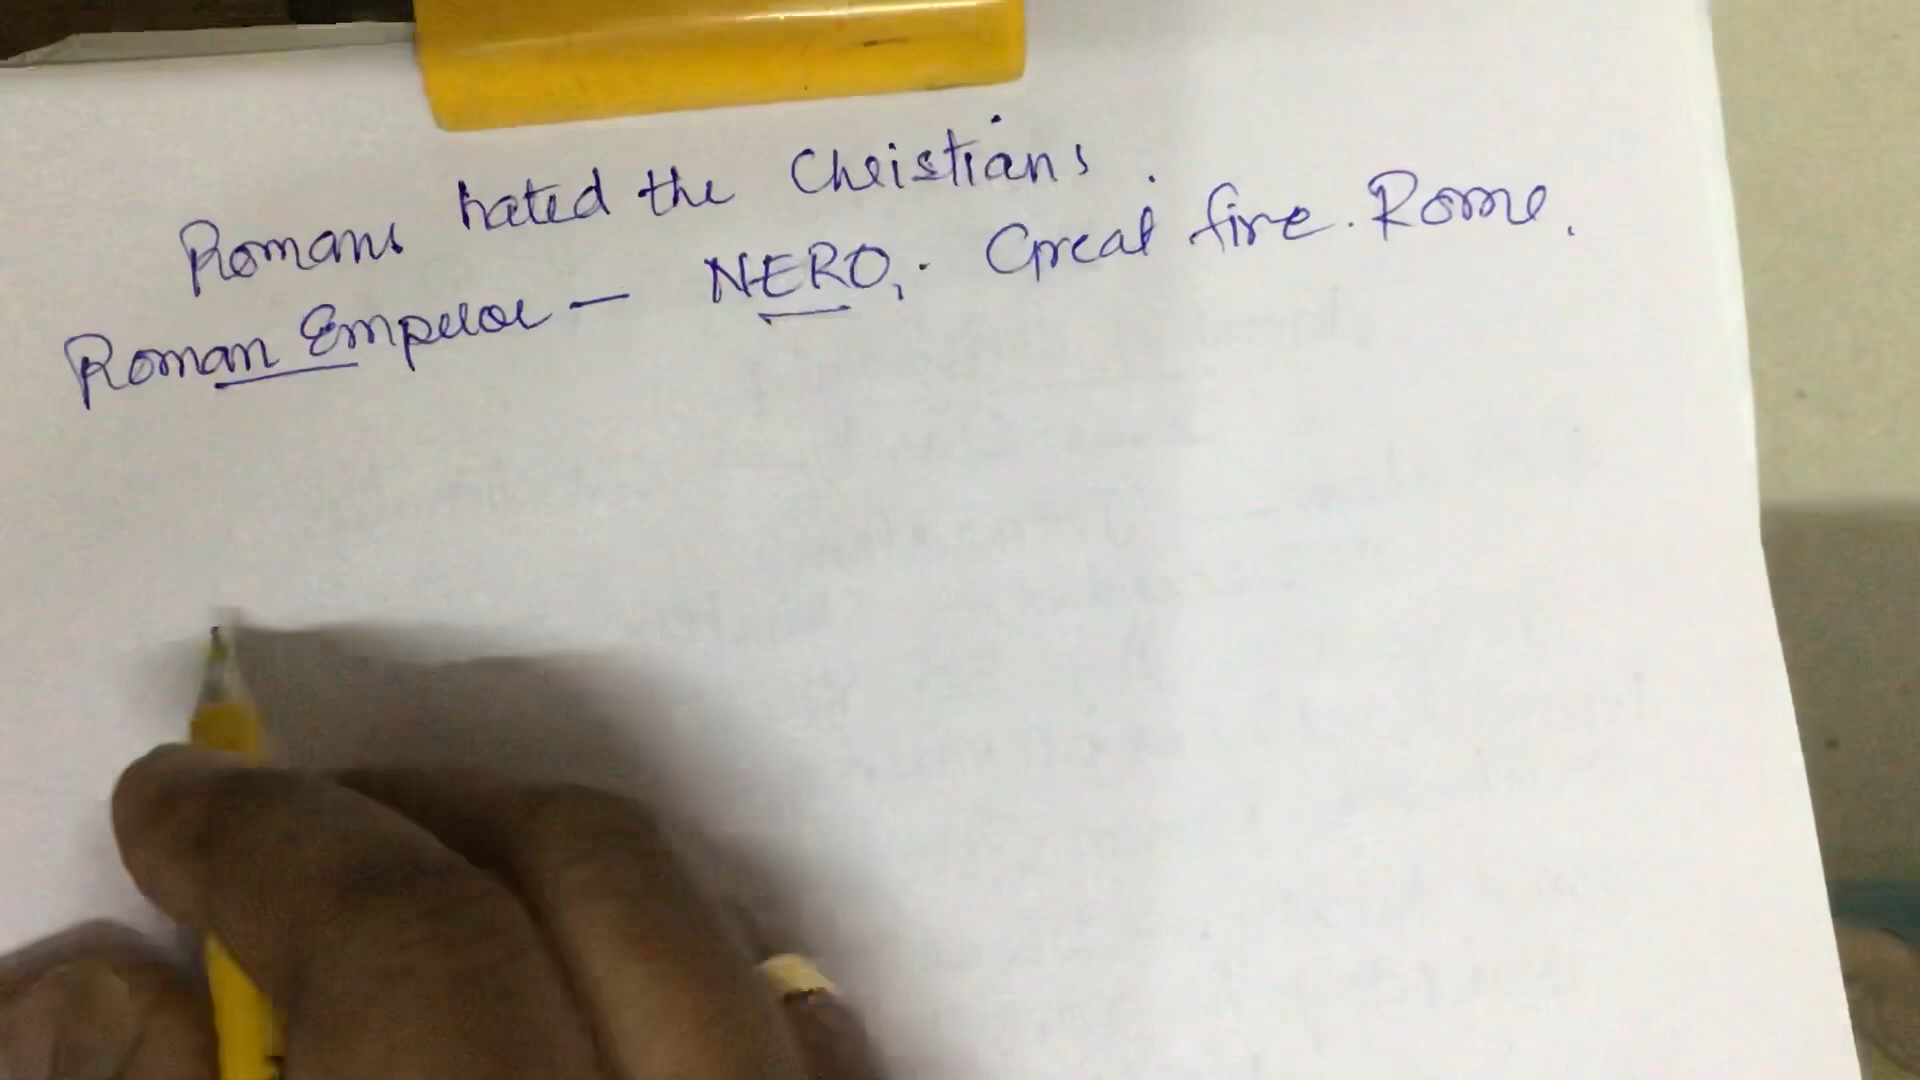 Romans hated the Christians.
Roman Emperor — NERO, . Great fire. Rome.